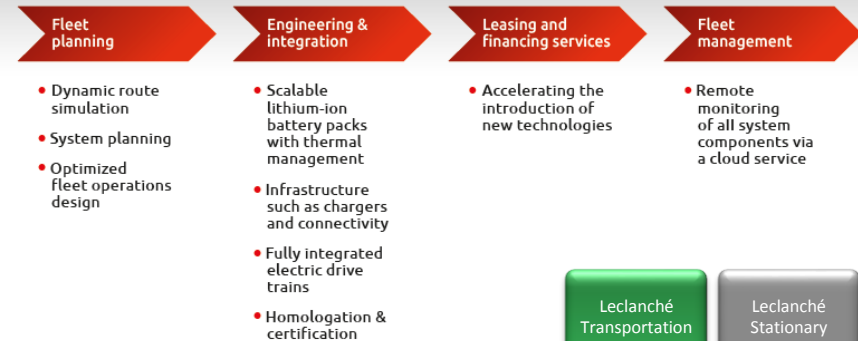 Fleet
planning
Engineering &
integration
Leasing and
financing services
Fleet
management
• Dynamic route
simulation
• System planning
• Optimized
fleet operations
design
• Scalable
lithium-ion
battery packs
with thermal
management
• Infrastructure
such as chargers
and connectivity
• Fully integrated
electric drive
trains
• Homologation &
certification
• Accelerating the
introduction of
new technologies
• Remote
monitoring
of all system
components via
a cloud service
Leclanché
Transportation
Leclanché
Stationary